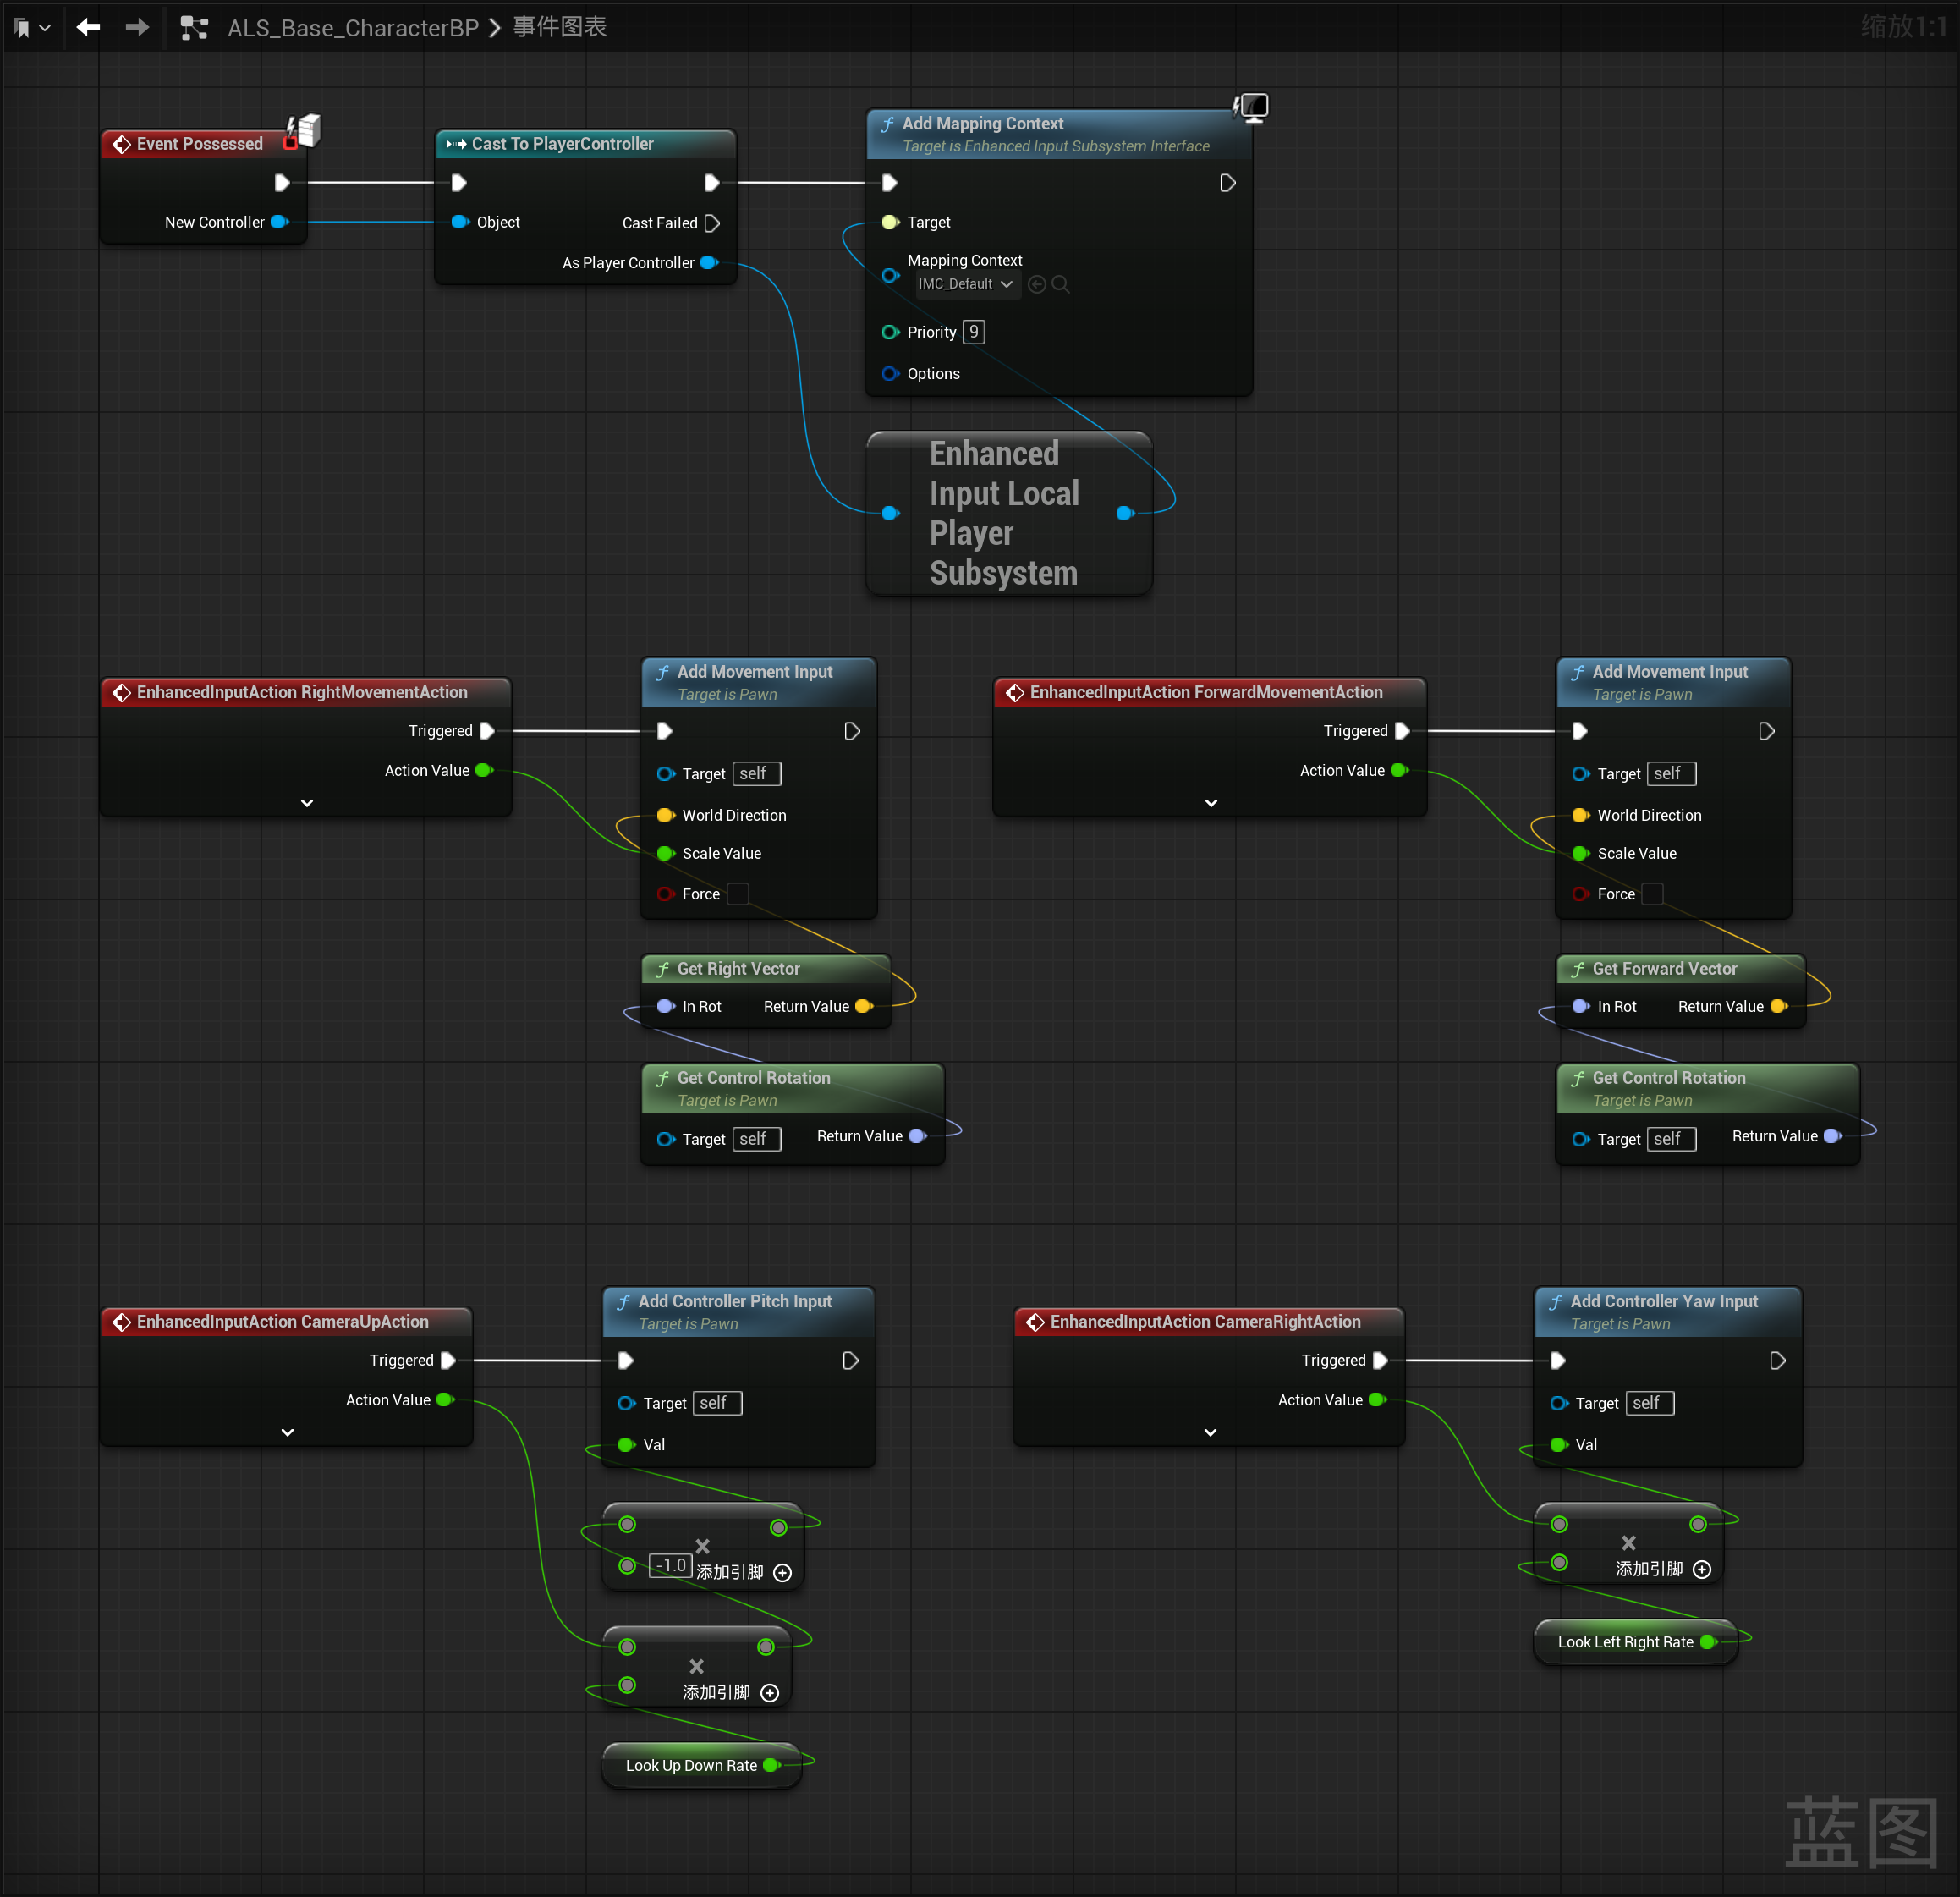 ALS_Base_CharacterBP > 事件图表
缩放1:1
Event Possessed
New Controller
Cast To PlayerController
Object
Cast Failed
As Player Controller
Add Mapping Context
Target is Enhanced Input Subsystem Interface
Target
Mapping Context
IMC_Default
Priority 9
Options
Enhanced
Input Local
Player
Subsystem
EnhancedInputAction RightMovementAction
Triggered
Action Value
Add Movement Input
Target is Pawn
Target self
World Direction
Scale Value
Force
Get Right Vector
In Rot Return Value
Get Control Rotation
Target is Pawn
Target self Return Value
EnhancedInputAction ForwardMovementAction
Triggered
Action Value
Add Movement Input
Target is Pawn
Target self
World Direction
Scale Value
Force
Get Forward Vector
In Rot Return Value
Get Control Rotation
Target is Pawn
Target self Return Value
EnhancedInputAction CameraUpAction
Triggered
Action Value
Add Controller Pitch Input
Target is Pawn
Target self
Val
×
-1.0 添加引脚
×
添加引脚
Look Up Down Rate
EnhancedInputAction CameraRightAction
Triggered
Action Value
Add Controller Yaw Input
Target is Pawn
Target self
Val
×
添加引脚
Look Left Right Rate
蓝图